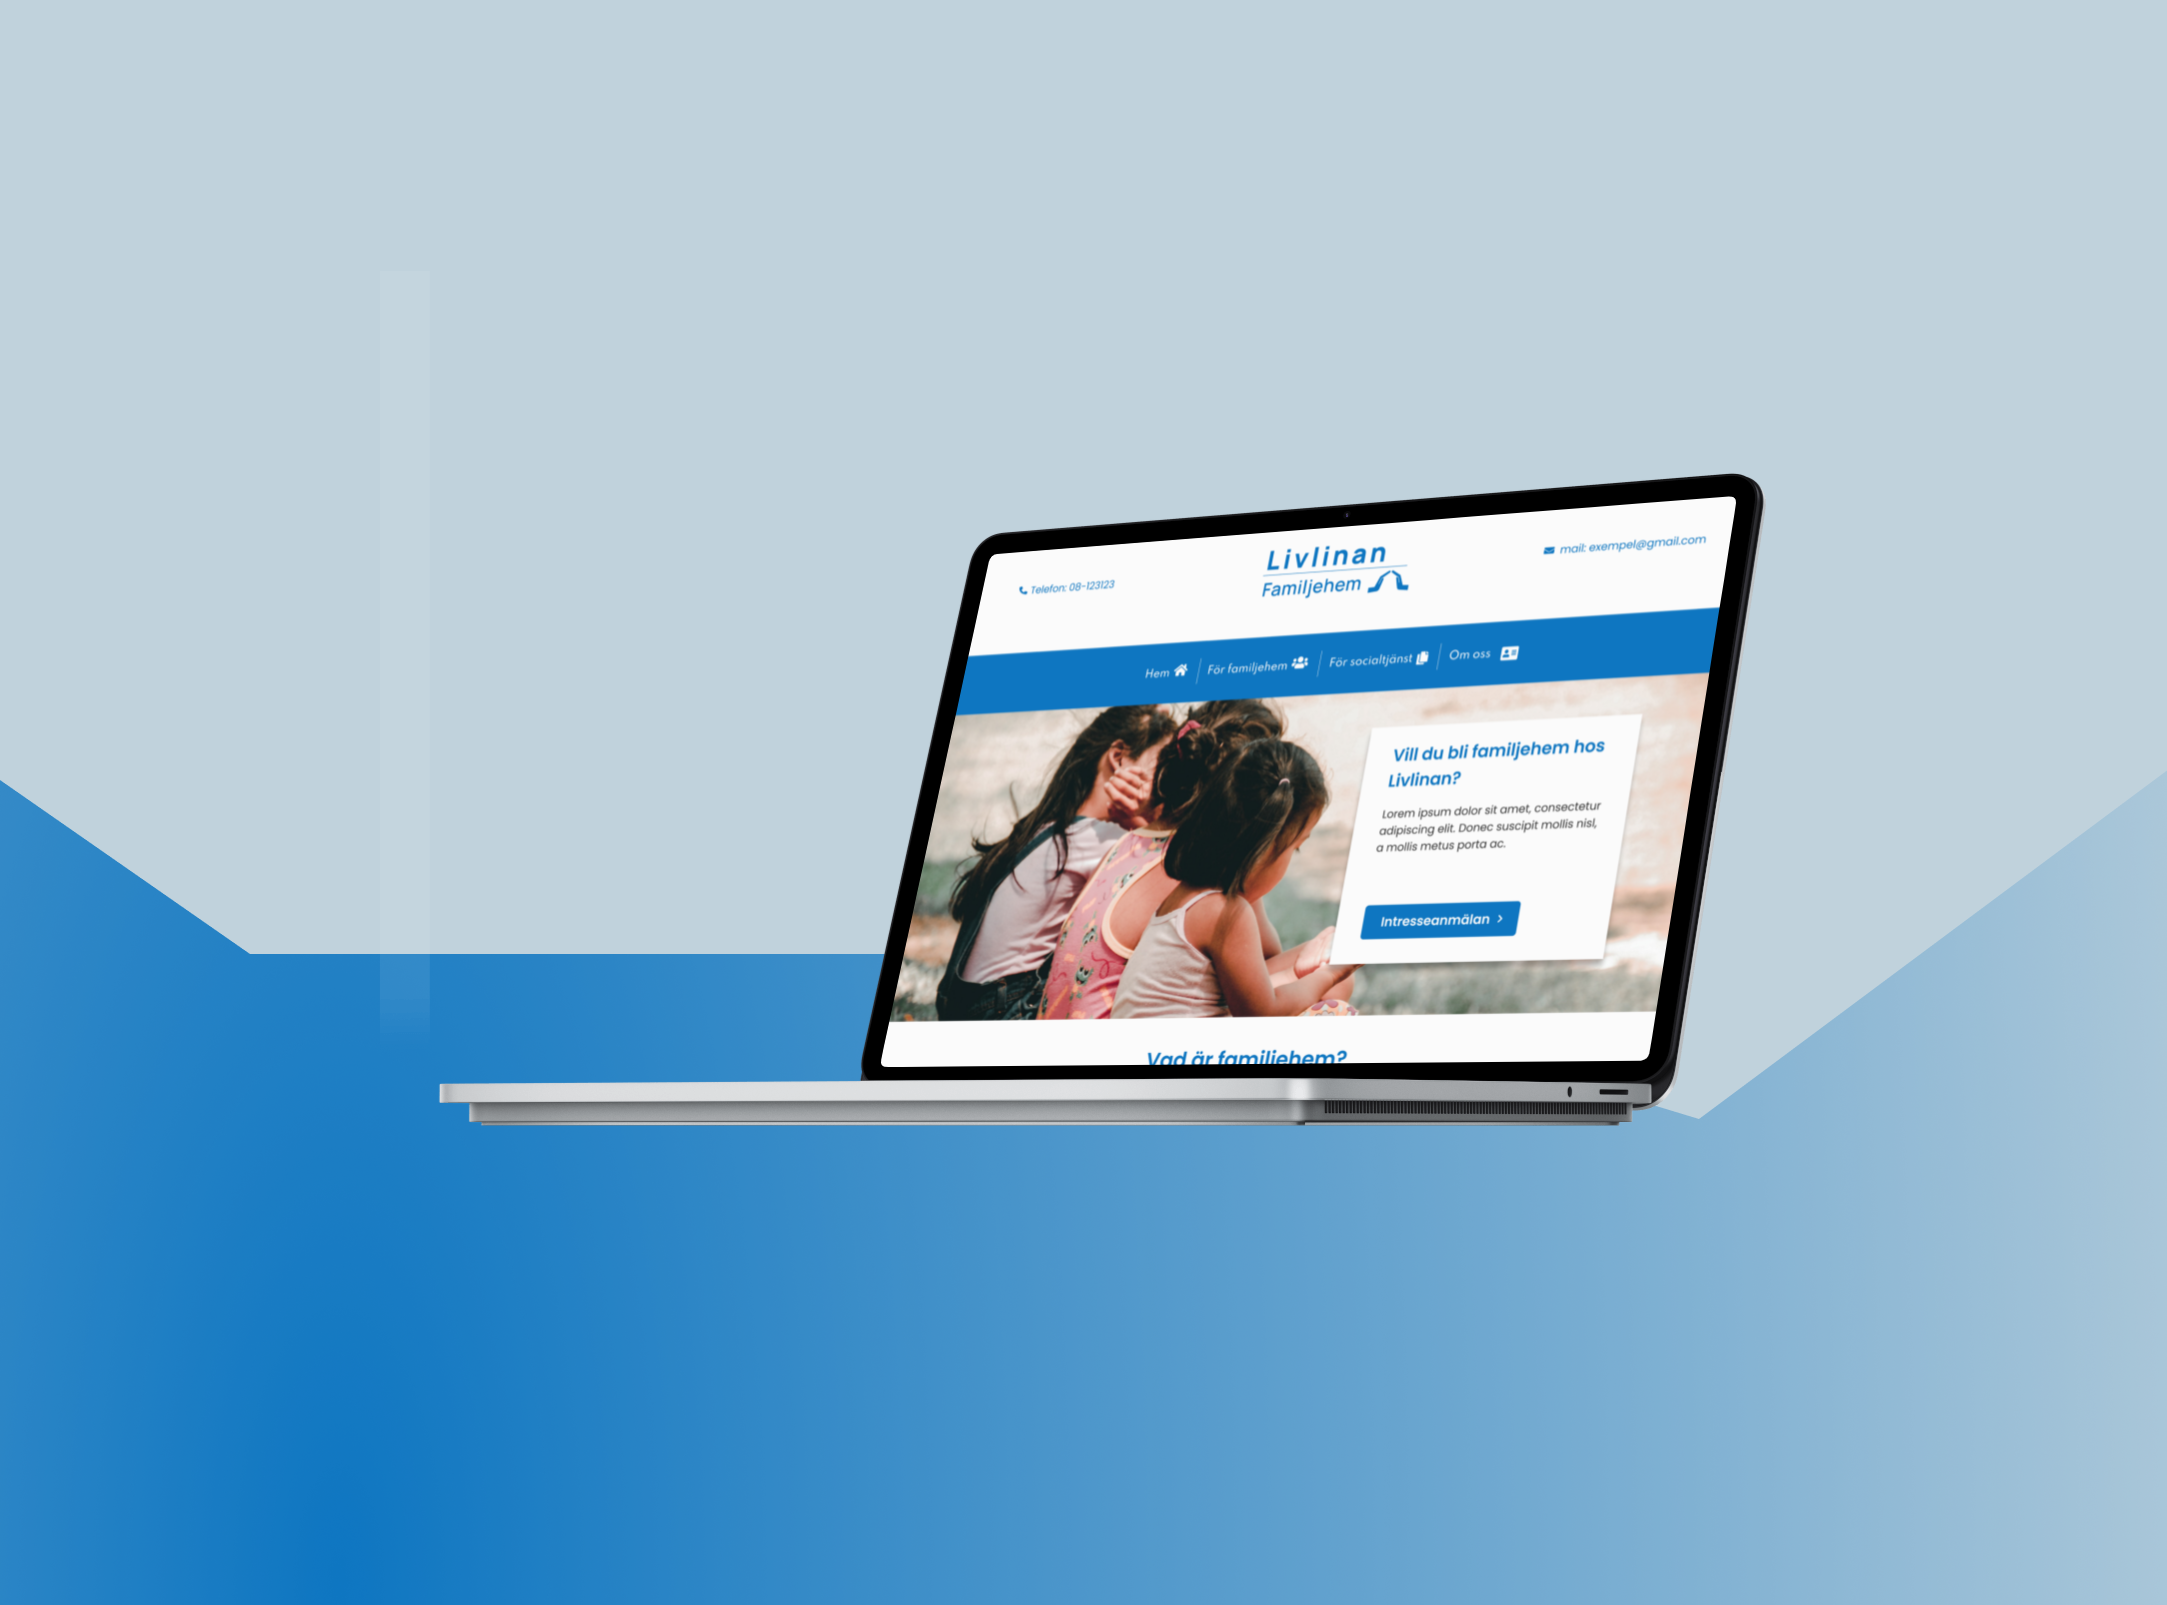 Livlinan
Familjehem
Telefon: 08-123123
mail: exempel@gmail.com
Hem
För familjehem
För socialtjänst
Om oss
Vill du bli familjehem hos
Livlinan?
Lorem ipsum dolor sit amet, consectetur
adipiscing elit. Donec suscipit mollis nisl,
a mollis metus porta ac.
Intresseanmälan
Vad är familjehem?